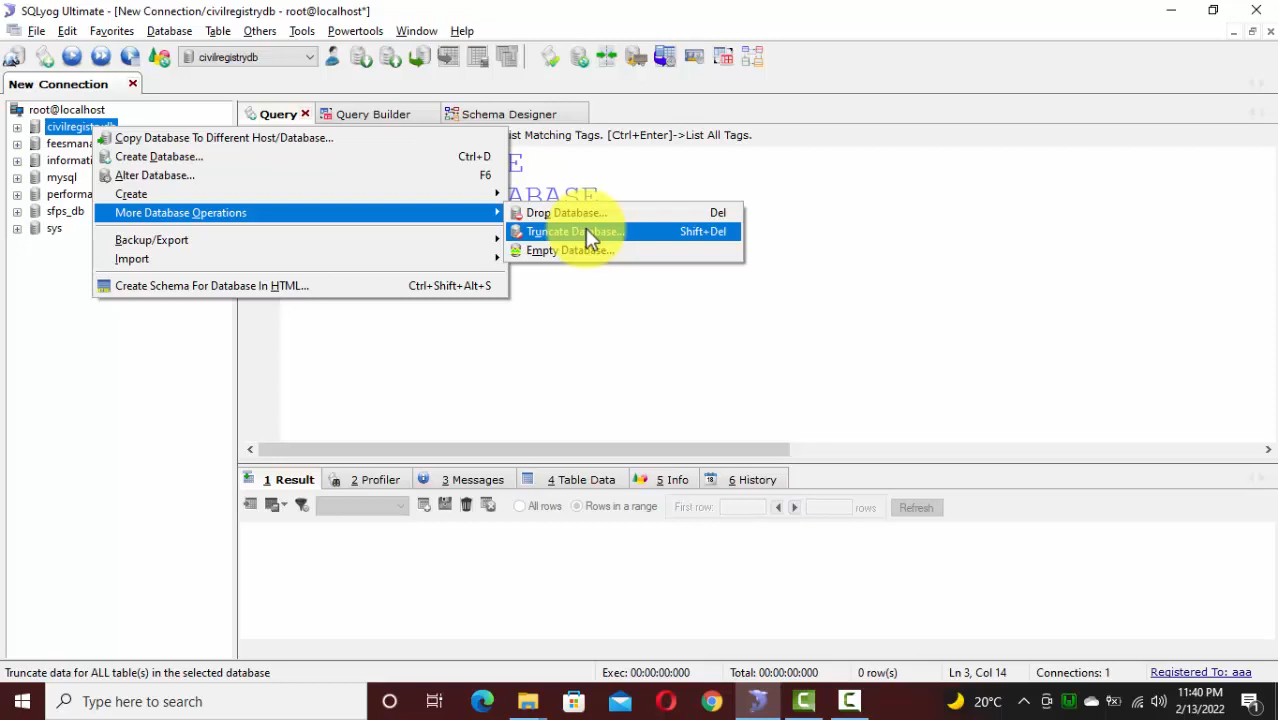 SQLyog Ultimate - [New Connection/civilregistrydb - root@localhost*]
File Edit Favorites Database Table Others Tools Powertools Window Help
civilregistrydb
New Connection
root@localhost
Query Query Builder Schema Designer
civilregist
Copy Database To Different Host/Database...
List Matching Tags. [Ctrl+Enter]->List All Tags.
feesmana
Create Database... Ctrl+D
informati
Alter Database... F6
mysql
Create
performa
More Database Operations
sfps_db
Drop Database... Del
sys
Truncate Database... Shift+Del
Backup/Export
Empty Database...
Import
Create Schema For Database In HTML... Ctrl+Shift+Alt+S
1 Result 2 Profiler 3 Messages 4 Table Data 5 Info 6 History
All rows Rows in a range First row: rows Refresh
Truncate data for ALL table(s) in the selected database Exec: 00:00:00:000 Total: 00:00:00:000 0 row(s) Ln 3, Col 14 Connections: 1 Registered To: aaa
Type here to search
20°C
11:40 PM
2/13/2022
1